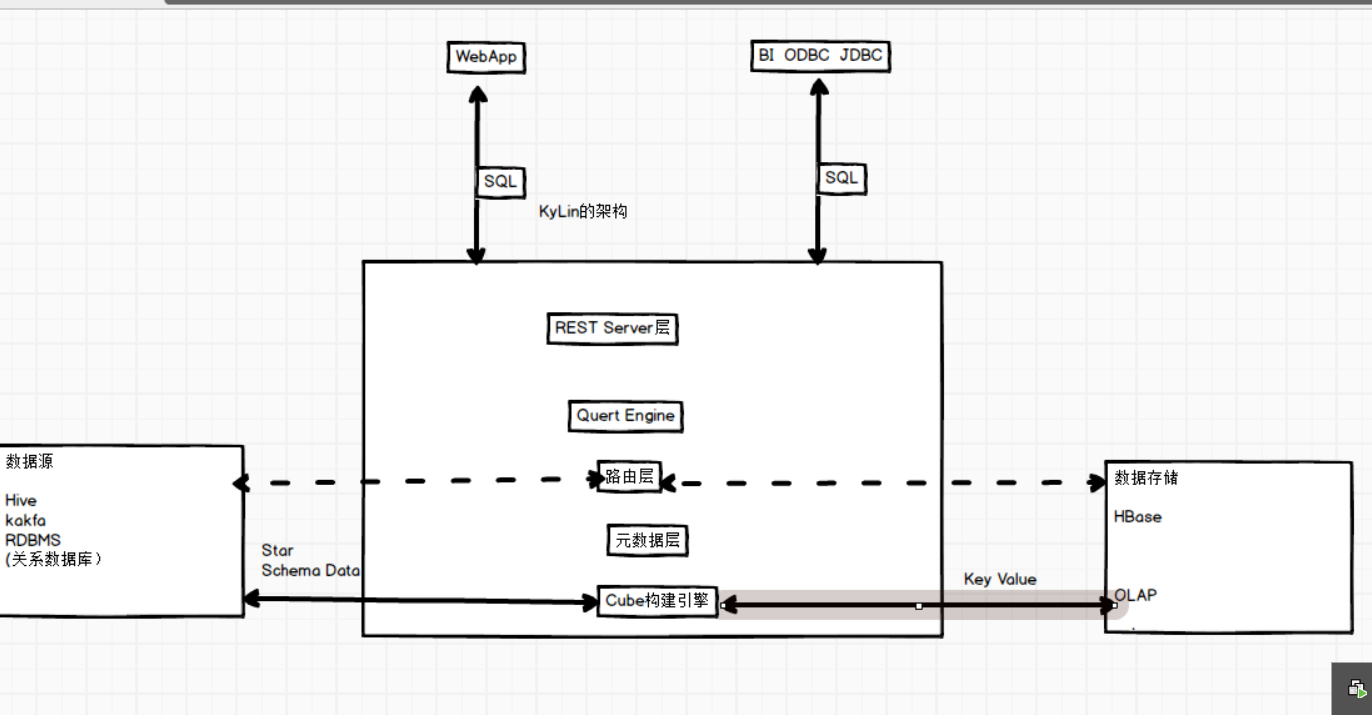 WebApp
BI ODBC JDBC
SQL
SQL
KyLin的架构
REST Server层
Quert Engine
数据源
路由层
数据存储
Hive
kakfa
RDBMS
(关系数据库）
HBase
元数据层
Star
Schema Data
Cube构建引擎
Key Value
OLAP